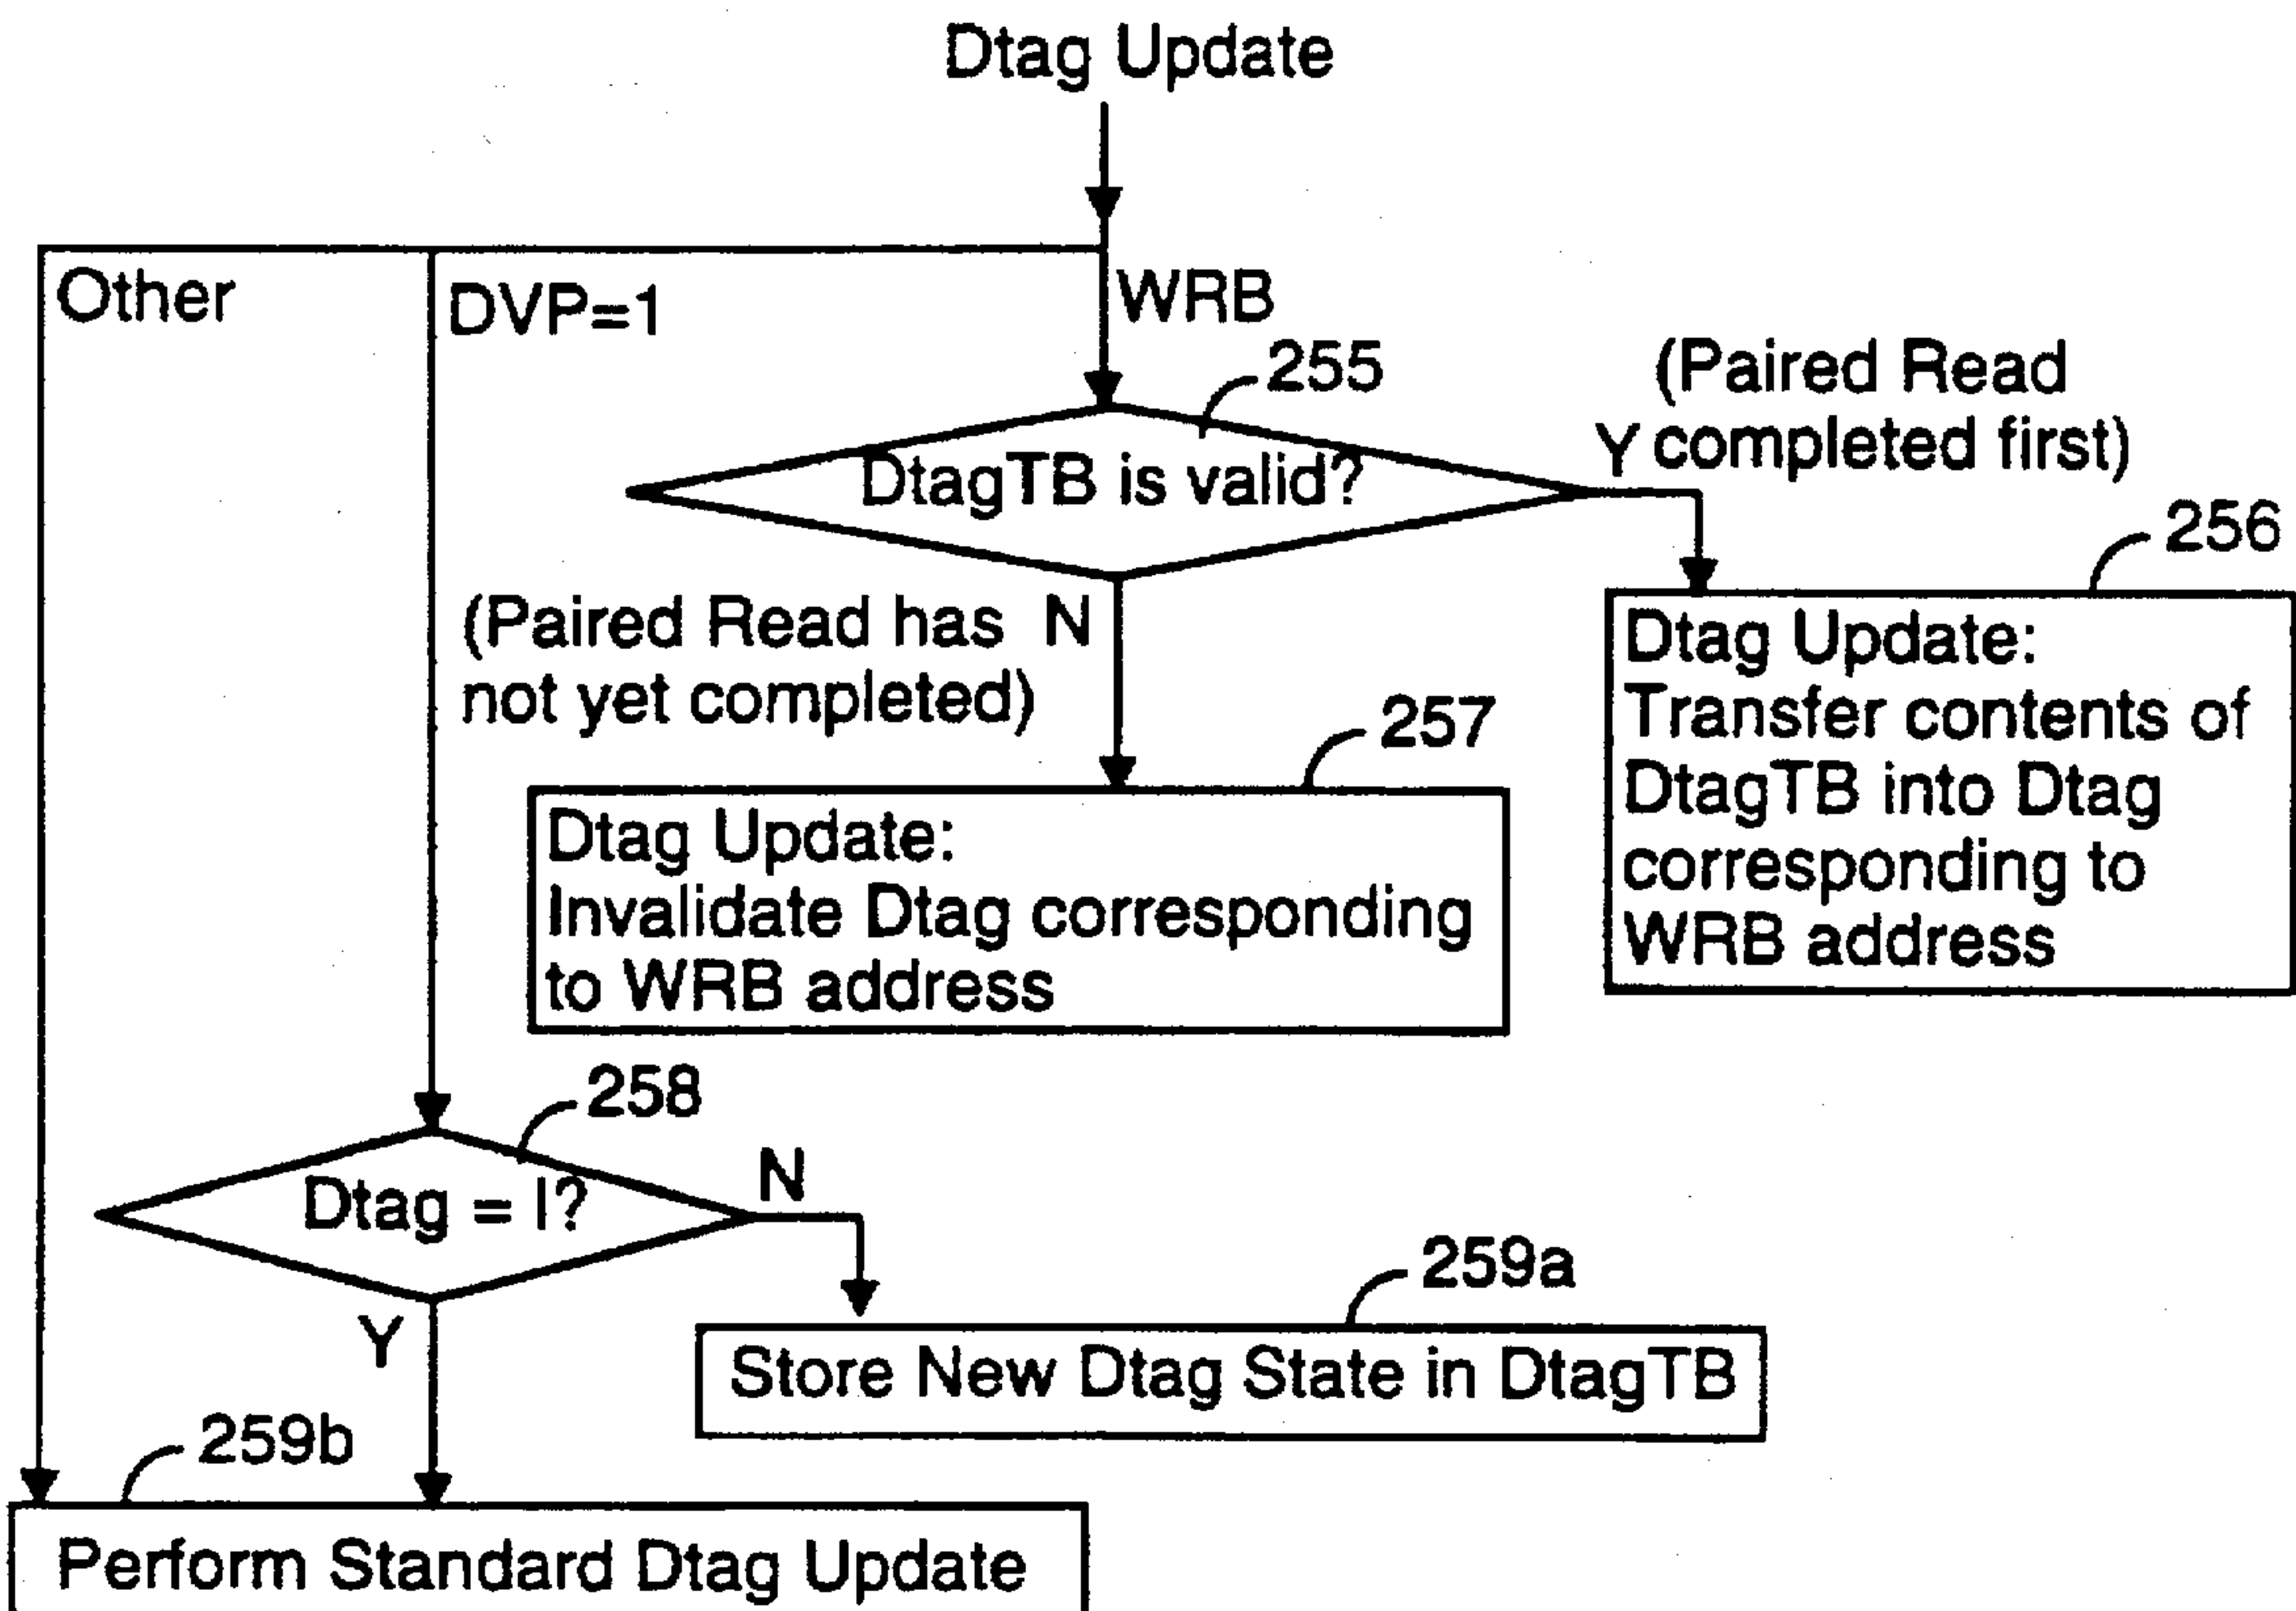 Dtag Update
Other
DVP=1
WRB
255
(Paired Read
Y completed first)
DtagTB is valid?
256
(Paired Read has N
not yet completed)
Dtag Update:
Transfer contents of
DtagTB into Dtag
corresponding to
WRB address
257
Dtag Update:
Invalidate Dtag corresponding
to WRB address
258
Dtag = I?
N
259a
Y
Store New Dtag State in DtagTB
259b
Perform Standard Dtag Update